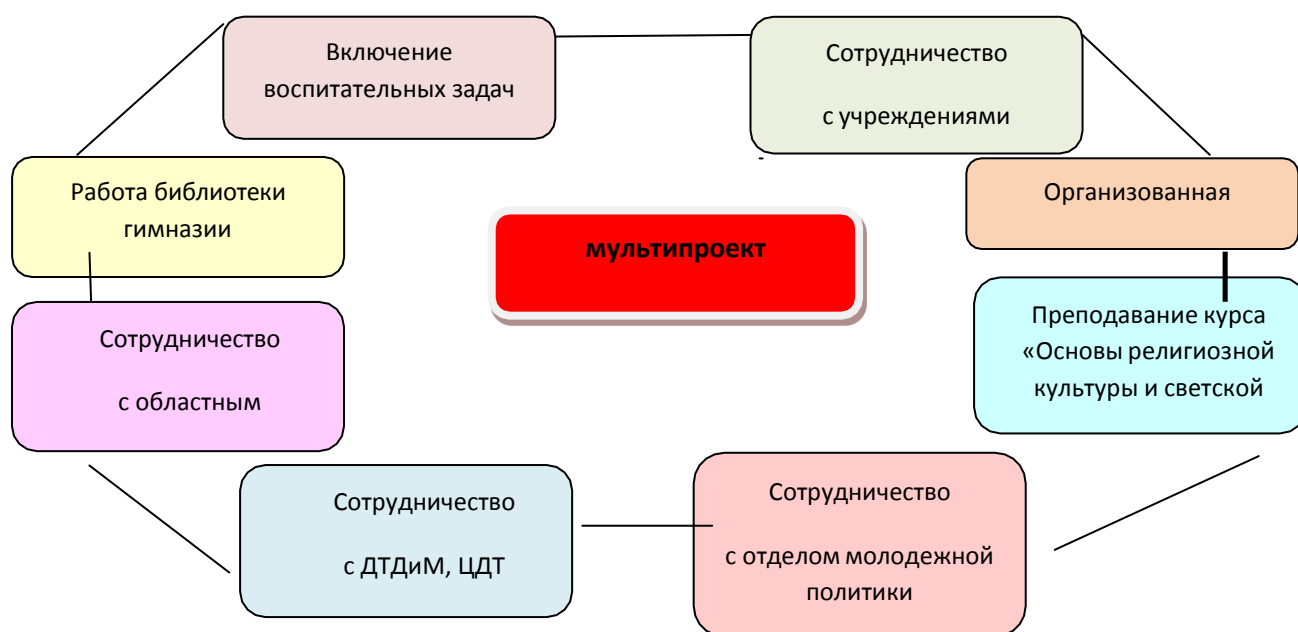 Включение
воспитательных задач
Сотрудничество
с учреждениями
Работа библиотеки
гимназии
Организованная
мультипроект
Сотрудничество
с областным
Преподавание курса
«Основы религиозной
культуры и светской
Сотрудничество
с ДТДиМ, ЦДТ
Сотрудничество
с отделом молодежной
политики